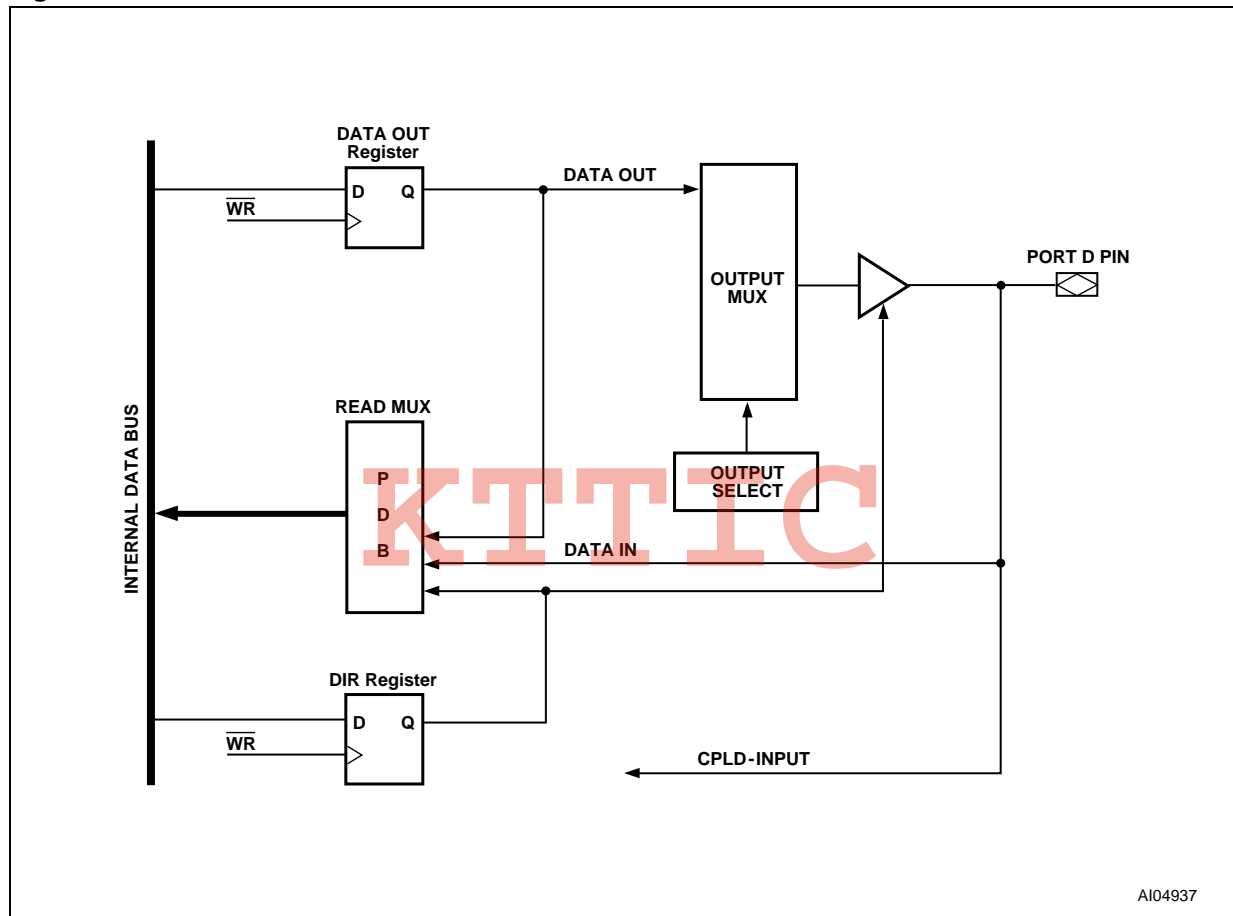 DATA OUT
Register
D Q
WR
DATA OUT
OUTPUT
MUX
PORT D PIN
INTERNAL DATA BUS
READ MUX
P
D
B
OUTPUT
SELECT
KTTIC
DATA IN
DIR Register
D Q
WR
CPLD-INPUT
AI04937